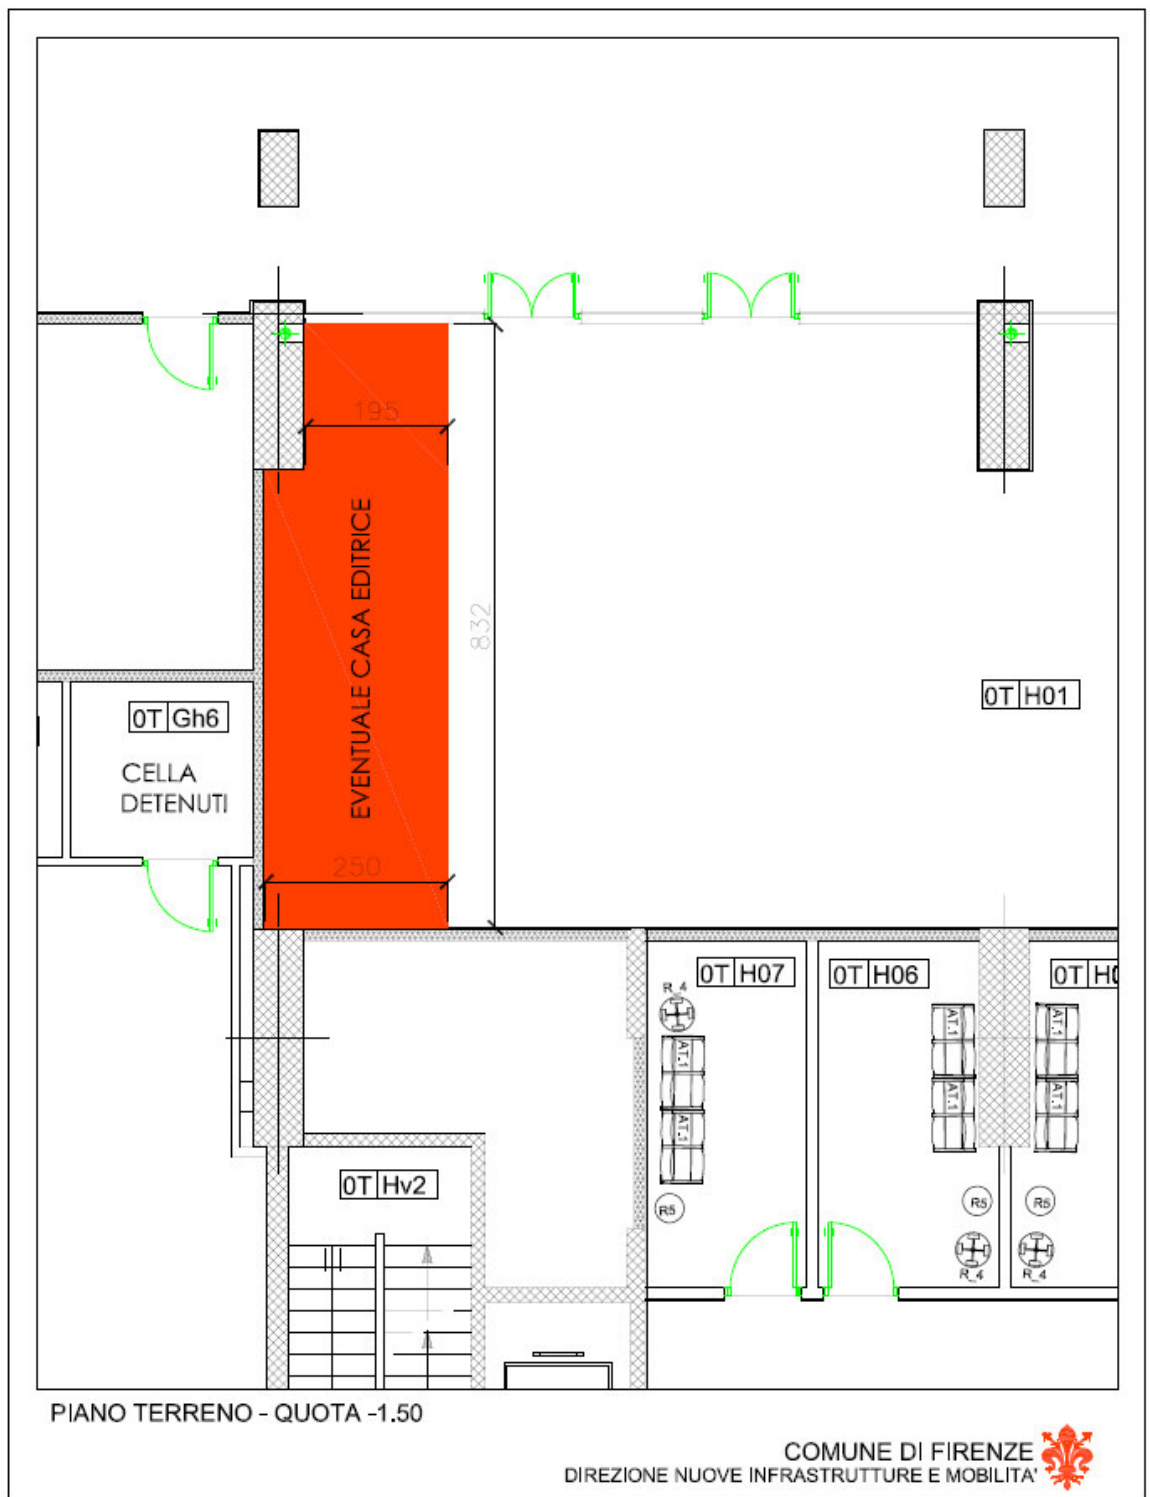 195
EVENTUALE CASA EDITRICE
832
0T H01
0T Gh6
CELLA
DETENUTI
250
0T H07
0T H06
0T H0
R_4
AT.1
AT.1
AT.1
AT.1
AT.1
AT.1
0T Hv2
R5
R5
R5
R_4
R_4
PIANO TERRENO - QUOTA -1.50
COMUNE DI FIRENZE
DIREZIONE NUOVE INFRASTRUTTURE E MOBILITA'